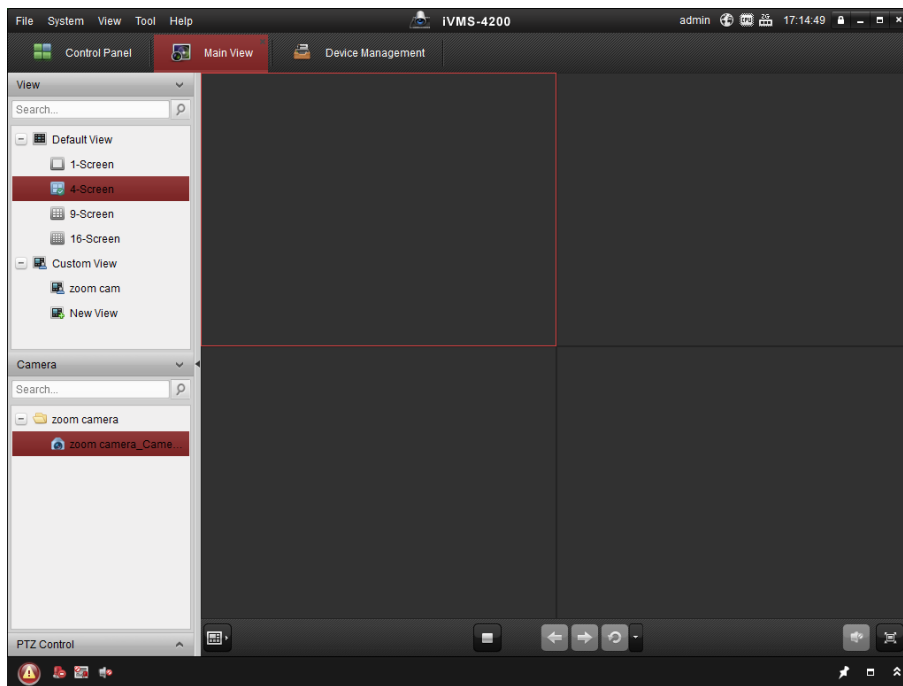 File System View Tool Help iVMS-4200 admin 17:14:49
Control Panel Main View Device Management
View
Search...
Default View
1-Screen
4-Screen
9-Screen
16-Screen
Custom View
zoom cam
New View
Camera
Search...
zoom camera
zoom camera_Came...
PTZ Control